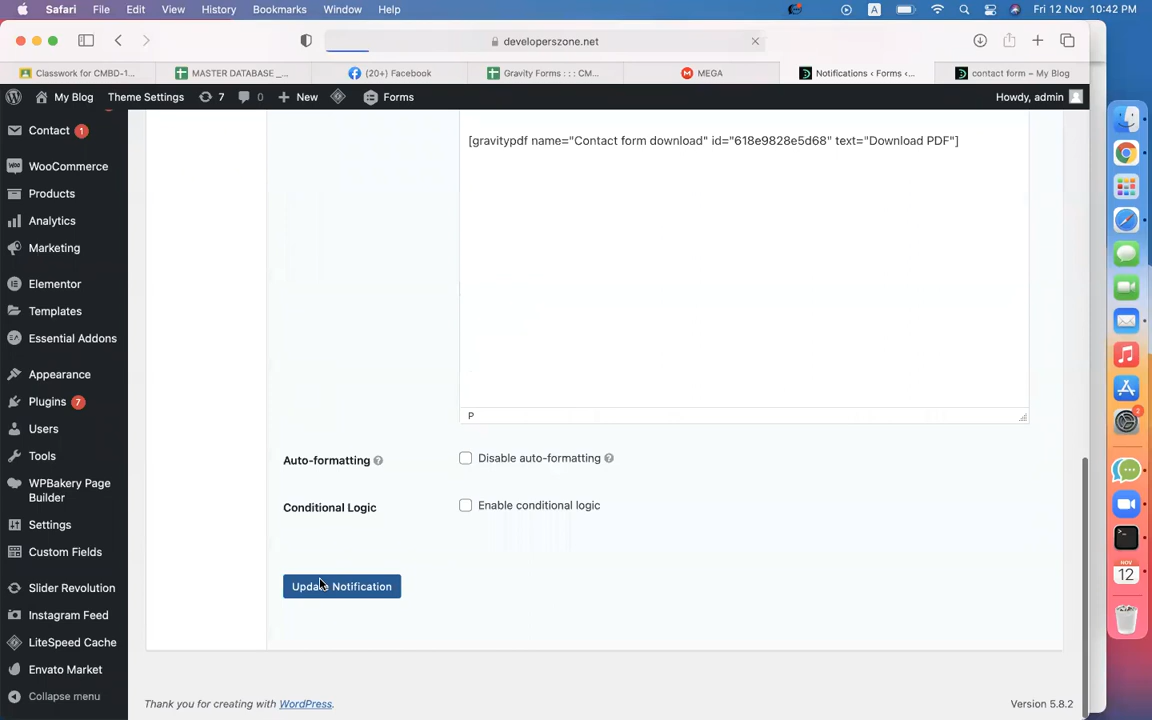 Safari File Edit View History Bookmarks Window Help
A
Fri 12 Nov 10:42 PM
developerszone.net
Classwork for CMBD-1...
MASTER DATABASE _...
(20+) Facebook
Gravity Forms : : : CM...
MEGA
Notifications ‹ Forms ‹...
contact form – My Blog
My Blog Theme Settings 7 0 New Forms
Howdy, admin
Contact 1
WooCommerce
Products
Analytics
Marketing
Elementor
Templates
Essential Addons
Appearance
Plugins 7
Users
Tools
WPBakery Page
Builder
Settings
Custom Fields
Slider Revolution
Instagram Feed
LiteSpeed Cache
Envato Market
Collapse menu
[gravitypdf name="Contact form download" id="618e9828e5d68" text="Download PDF"]
P
Auto-formatting ?
Disable auto-formatting ?
Conditional Logic
Enable conditional logic
Update Notification
Thank you for creating with WordPress.
Version 5.8.2
2
NOV
12